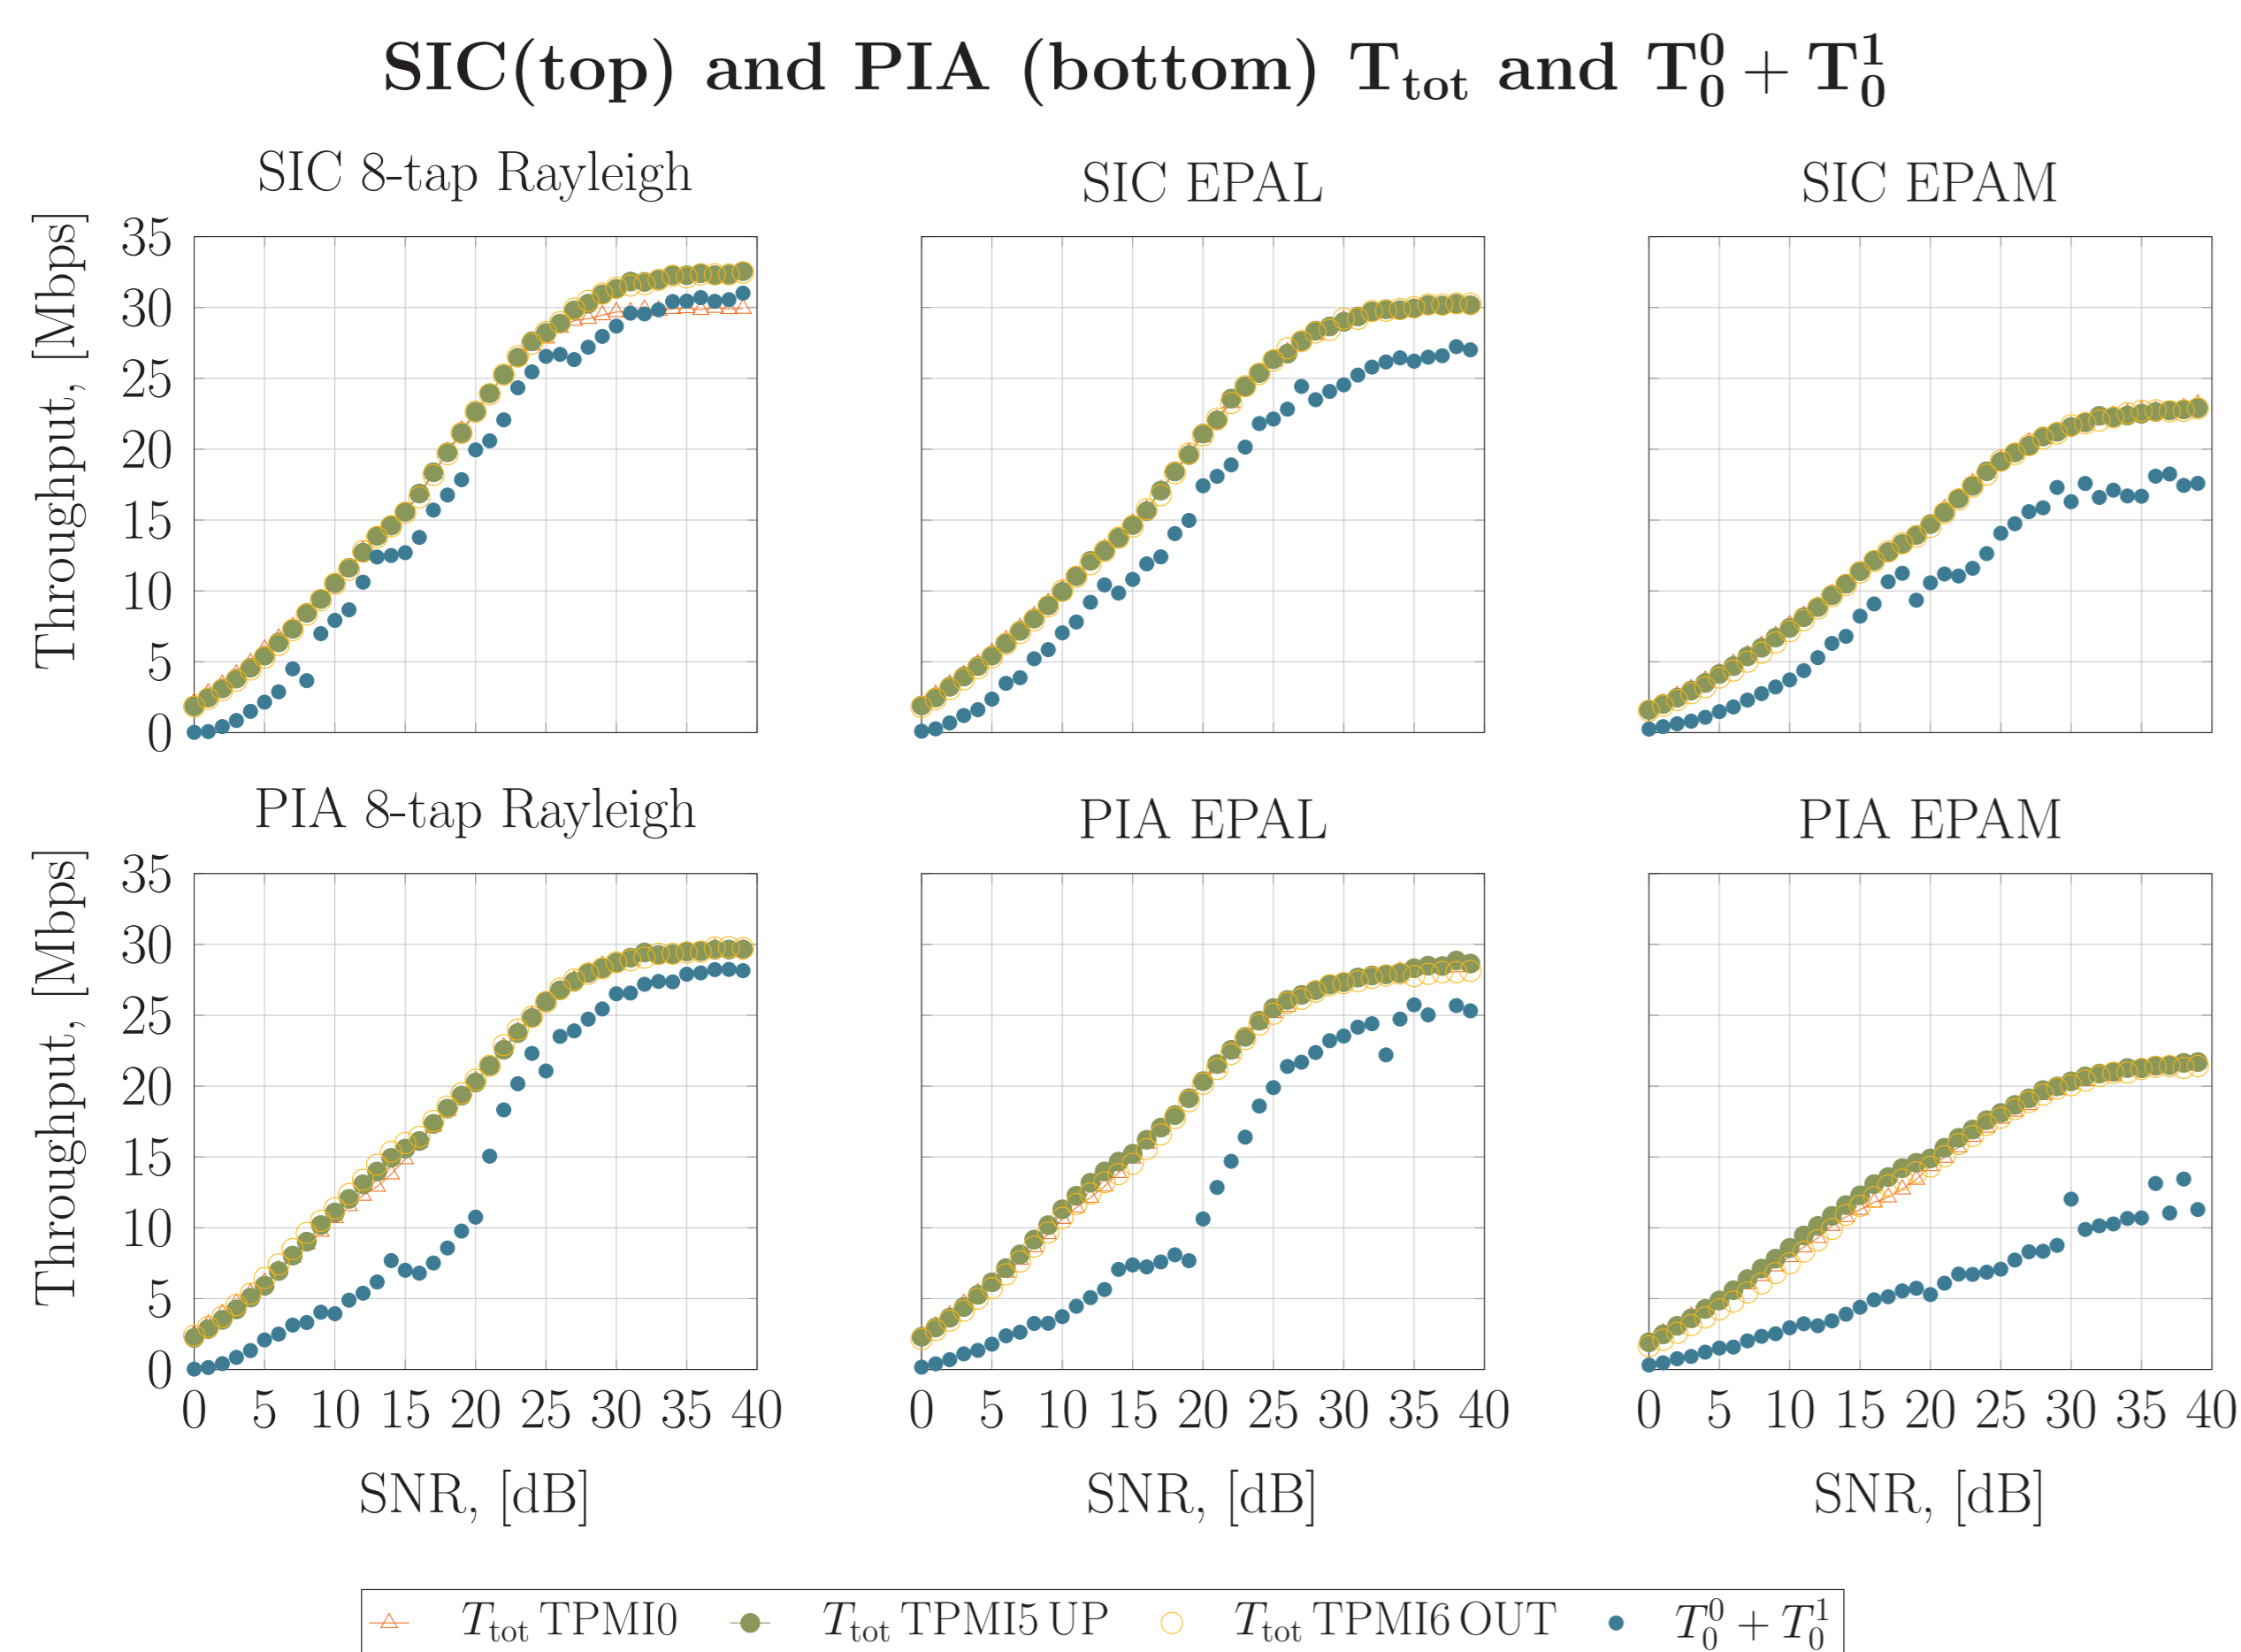 SIC(top) and PIA (bottom) T_tot and T_0^0 + T_0^1
SIC 8-tap Rayleigh
SIC EPAL
SIC EPAM
Throughput, [Mbps]
35
30
25
20
15
10
5
0
PIA 8-tap Rayleigh
PIA EPAL
PIA EPAM
Throughput, [Mbps]
35
30
25
20
15
10
5
0
0 5 10 15 20 25 30 35 40
0 5 10 15 20 25 30 35 40
0 5 10 15 20 25 30 35 40
SNR, [dB]
SNR, [dB]
SNR, [dB]
T_tot TPMI0
T_tot TPMI5 UP
T_tot TPMI6 OUT
T_0^0 + T_0^1